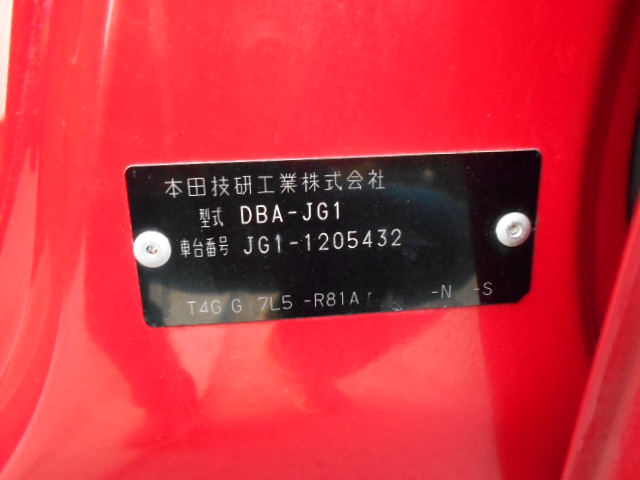 本田技研工業株式会社
型式 DBA-JG1
車台番号 JG1-1205432
T4G G 7L5 -R81A -N -S